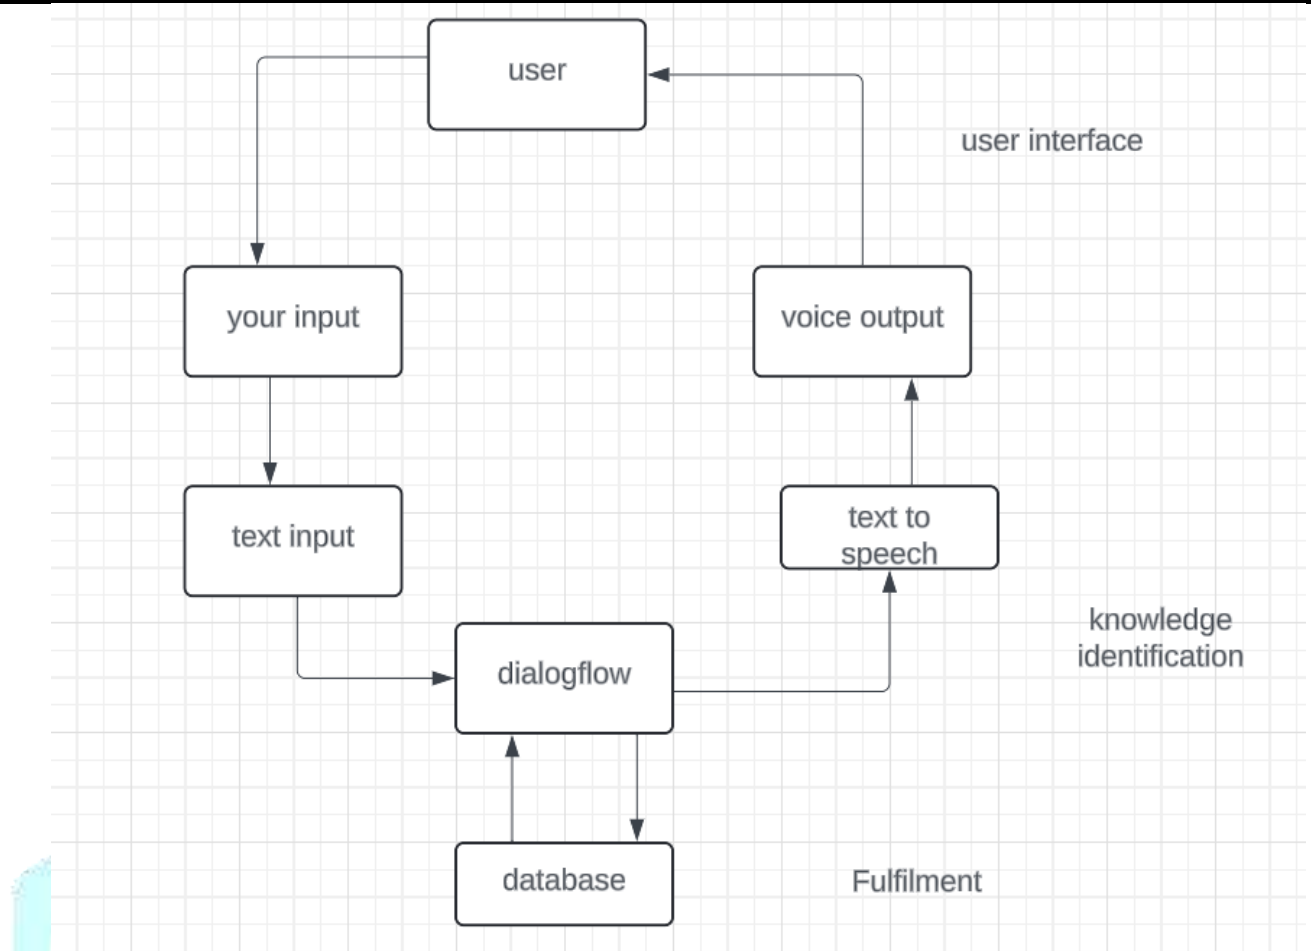 user
user interface
your input
voice output
text input
text to
speech
knowledge
identification
dialogflow
database
Fulfilment